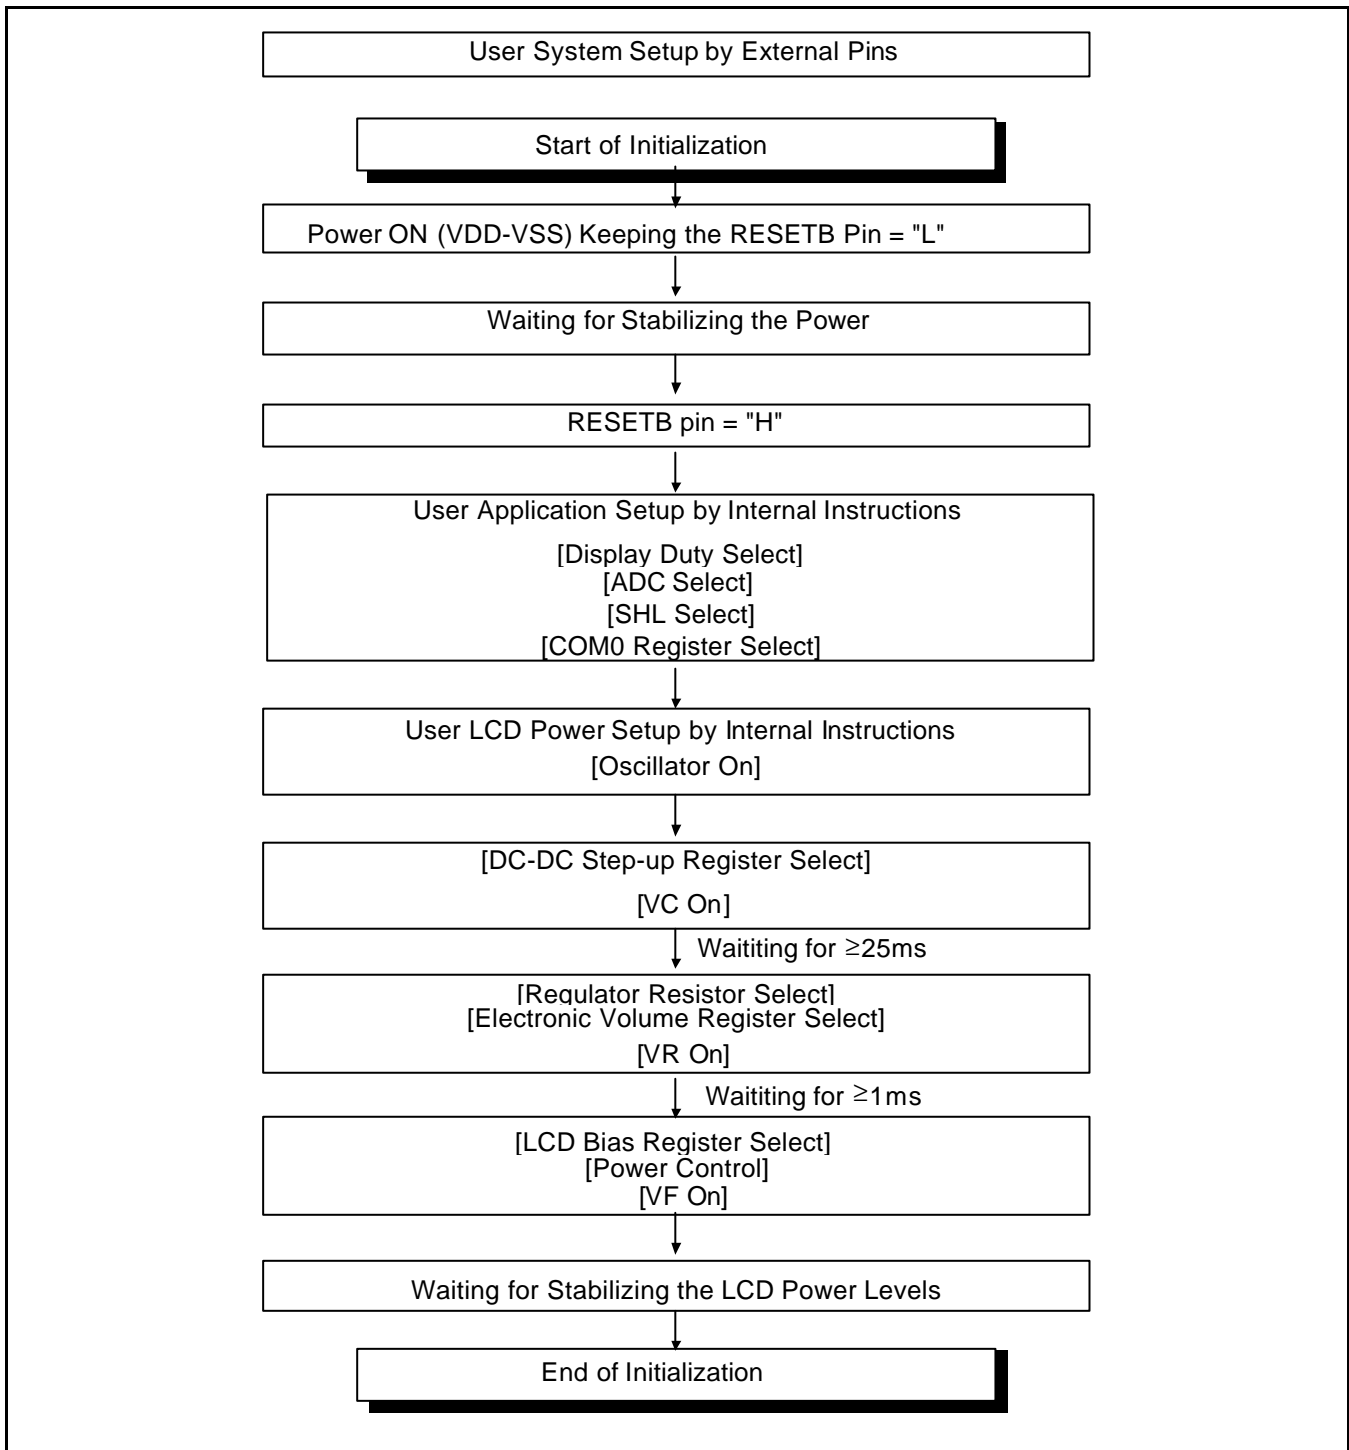 User System Setup by External Pins
Start of Initialization
Power ON (VDD-VSS) Keeping the RESETB Pin = "L"
Waiting for Stabilizing the Power
RESETB pin = "H"
User Application Setup by Internal Instructions
[Display Duty Select]
[ADC Select]
[SHL Select]
[COM0 Register Select]
User LCD Power Setup by Internal Instructions
[Oscillator On]
[DC-DC Step-up Register Select]
[VC On]
Waititing for ≥25ms
[Regulator Resistor Select]
[Electronic Volume Register Select]
[VR On]
Waititing for ≥1ms
[LCD Bias Register Select]
[Power Control]
[VF On]
Waiting for Stabilizing the LCD Power Levels
End of Initialization